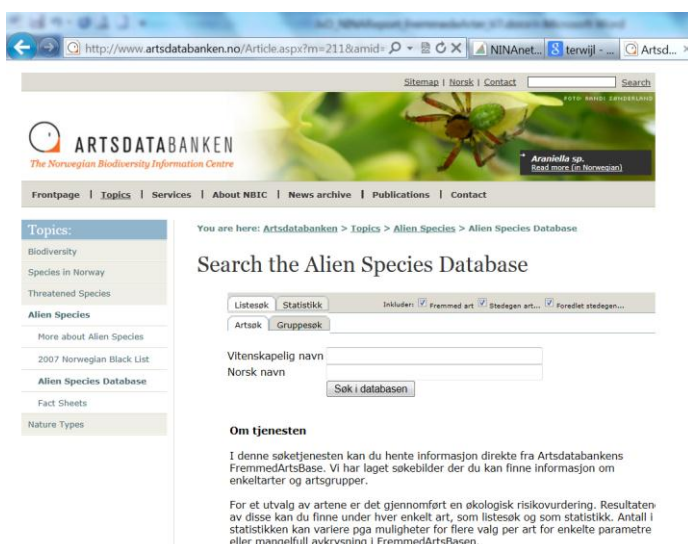 http://www.artsdatabanken.no/Article.aspx?m=211&amid=
NINAnet...
terwijl - ...
Artsd...
Sitemap | Norsk | Contact
Search
FOTO: RANDI ZØNDERLAND
ARTSDATABANKEN
The Norwegian Biodiversity Information Centre
Araniella sp.
Read more (in Norwegian)
Frontpage | Topics | Services | About NBIC | News archive | Publications | Contact
Topics:
Biodiversity
Species in Norway
Threatened Species
Alien Species
More about Alien Species
2007 Norwegian Black List
Alien Species Database
Fact Sheets
Nature Types
You are here: Artsdatabanken > Topics > Alien Species > Alien Species Database
Search the Alien Species Database
Listesøk Statistikk Inkluder: Fremmed art Stedegen art... Foredlet stedegen...
Artsøk Gruppesøk
Vitenskapelig navn
Norsk navn
Søk i databasen
Om tjenesten
I denne søketjenesten kan du hente informasjon direkte fra Artsdatabankens
FremmedArtsBase. Vi har laget søkebilder der du kan finne informasjon om
enkeltarter og artsgrupper.
For et utvalg av artene er det gjennomført en økologisk risikovurdering. Resultaten
av disse kan du finne under hver enkelt art, som listesøk og som statistikk. Antall i
statistikken kan variere pga muligheter for flere valg per art for enkelte parametre
eller mangelfull avkrysning i FremmedArtsBasen.